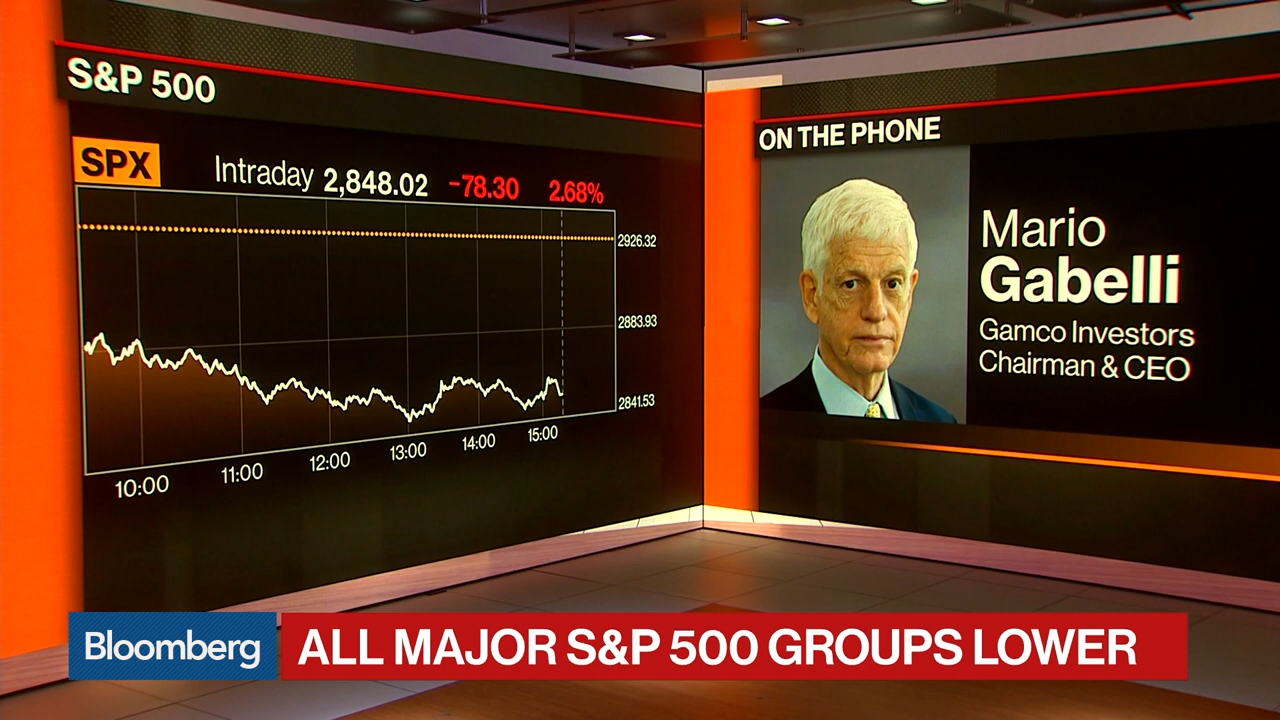 S&P 500
SPX
Intraday 2,848.02 -78.30 2.68%
2926.32
2883.93
2841.53
10:00 11:00 12:00 13:00 14:00 15:00
ON THE PHONE
Mario
Gabelli
Gamco Investors
Chairman & CEO
Bloomberg
ALL MAJOR S&P 500 GROUPS LOWER